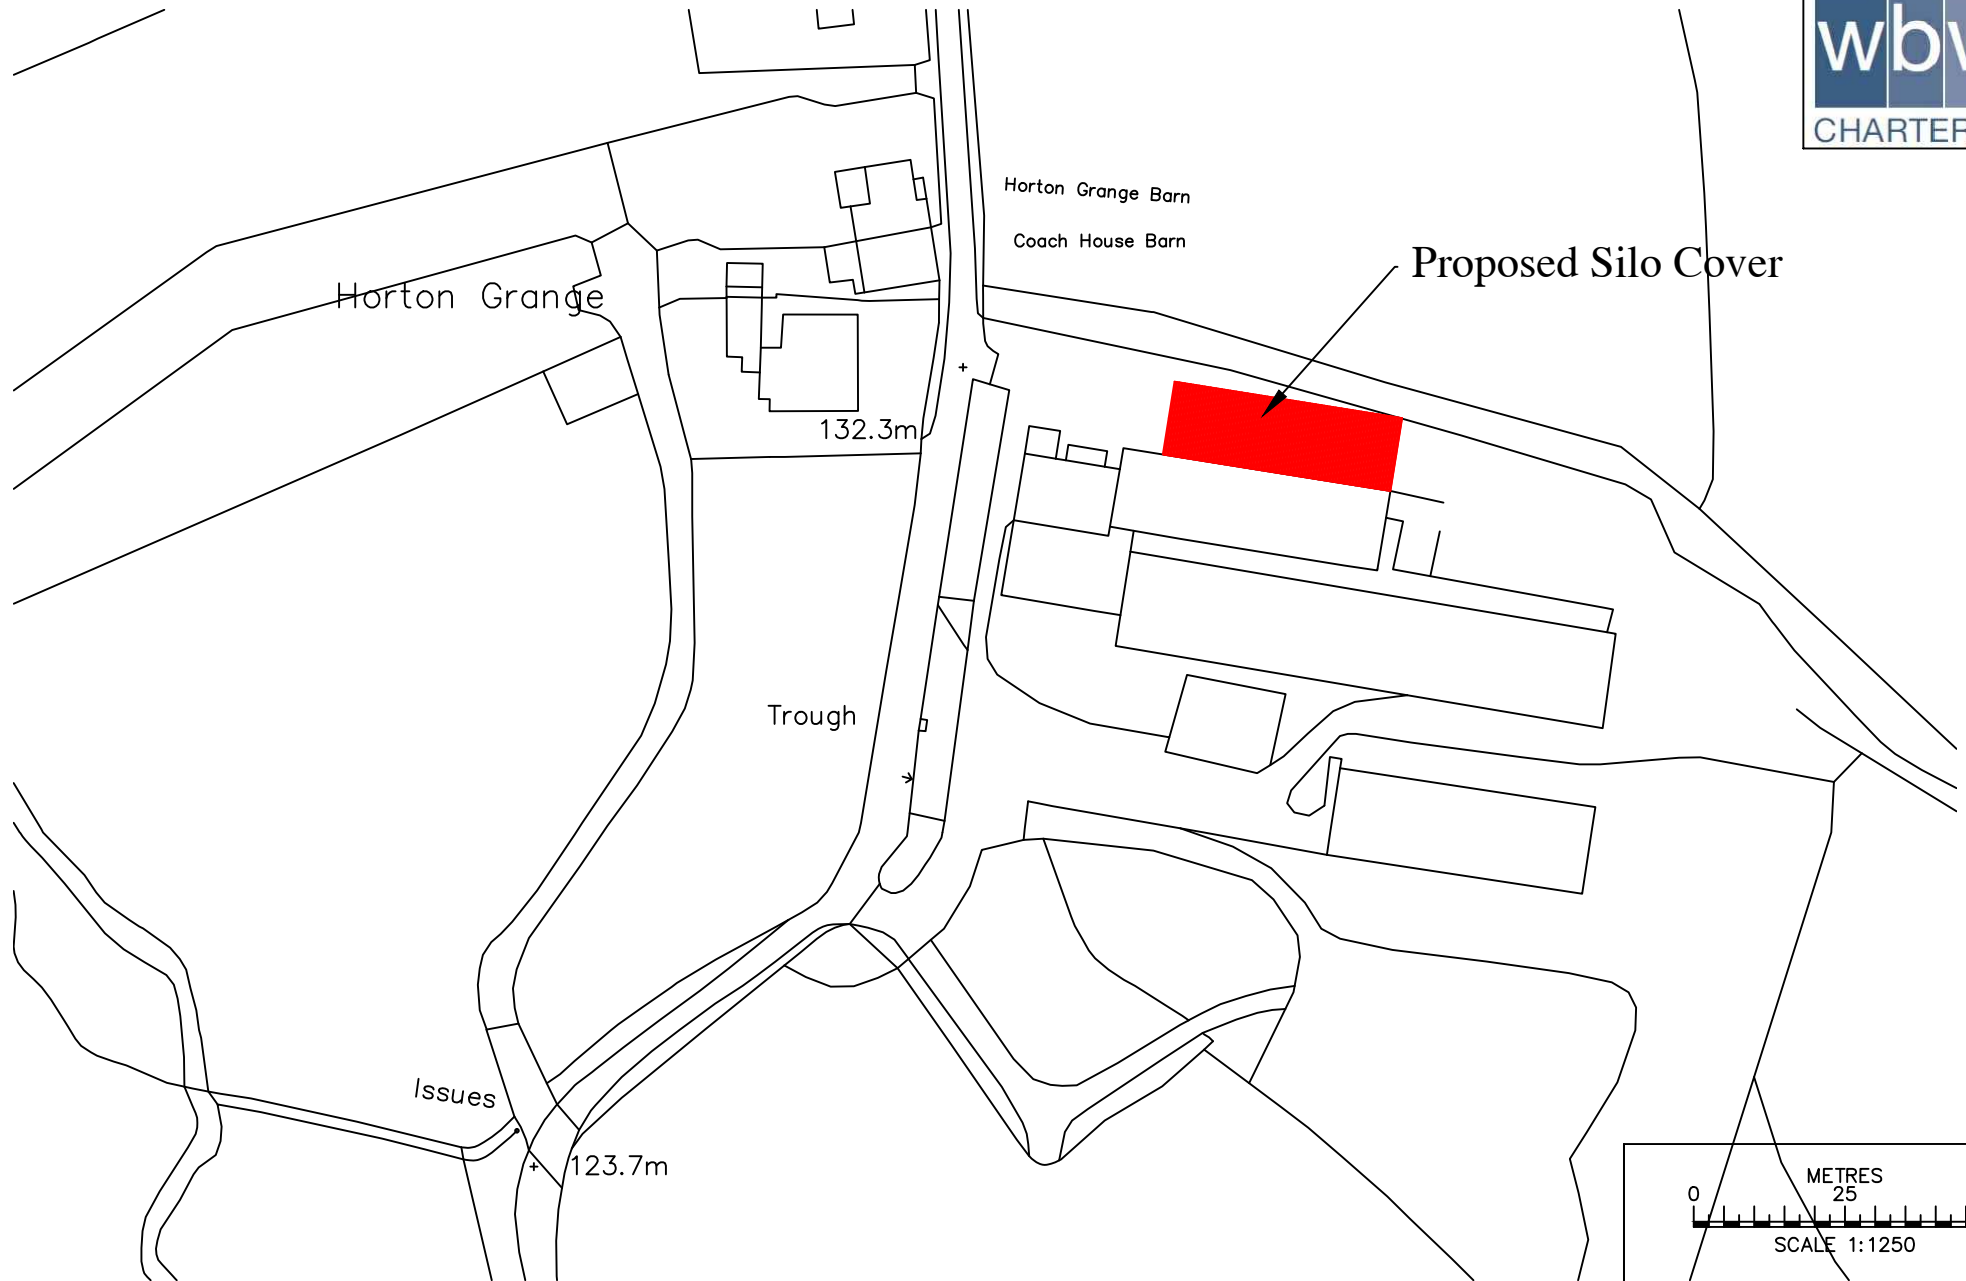 wb
CHARTER
Horton Grange Barn
Coach House Barn
Proposed Silo Cover
Horton Grange
132.3m
Trough
Issues
123.7m
METRES
0 25
SCALE 1:1250